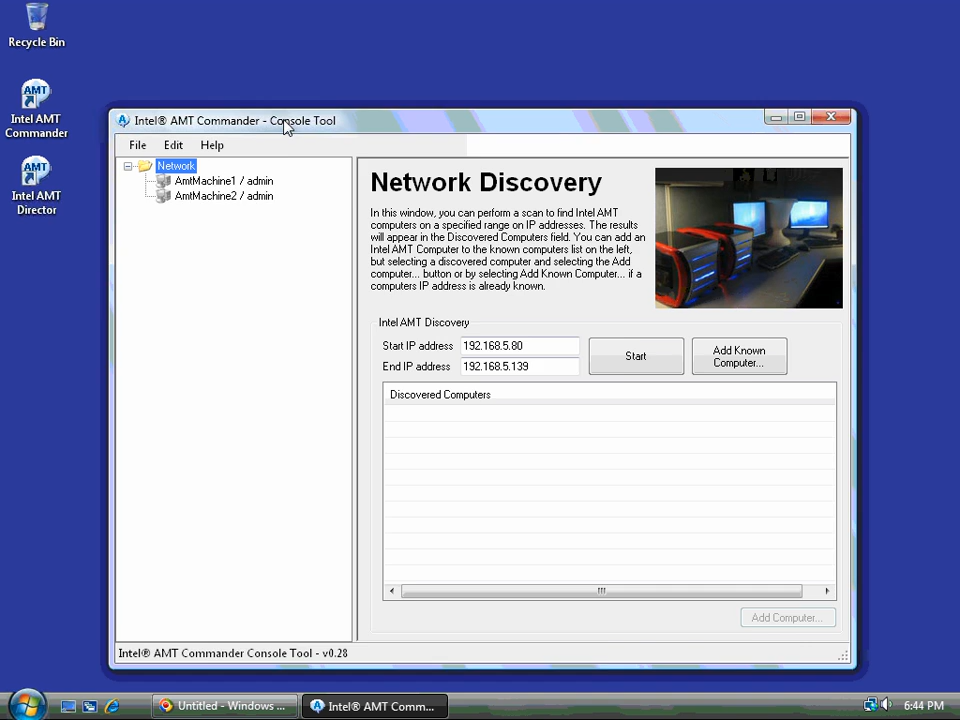 Recycle Bin
AMT
Intel AMT
Commander
AMT
Intel AMT
Director
Intel® AMT Commander - Console Tool
File Edit Help
Network
AmtMachine1 / admin
AmtMachine2 / admin
Network Discovery
In this window, you can perform a scan to find Intel AMT
computers on a specified range on IP addresses. The results
will appear in the Discovered Computers field. You can add an
Intel AMT Computer to the known computers list on the left,
but selecting a discovered computer and selecting the Add
computer... button or by selecting Add Known Computer... if a
computers IP address is already known.
Intel AMT Discovery
Start IP address 192.168.5.80
End IP address 192.168.5.139
Start
Add Known
Computer...
Discovered Computers
Add Computer...
Intel® AMT Commander Console Tool - v0.28
Untitled - Windows ...
Intel® AMT Comm...
6:44 PM